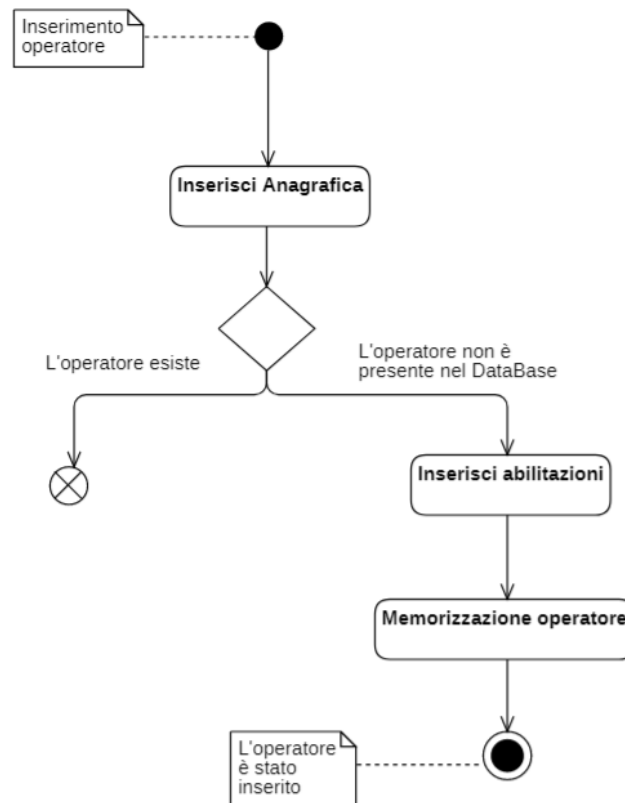 Inserimento
operatore
Inserisci Anagrafica
L'operatore esiste
L'operatore non è
presente nel DataBase
Inserisci abilitazioni
Memorizzazione operatore
L'operatore
è stato
inserito